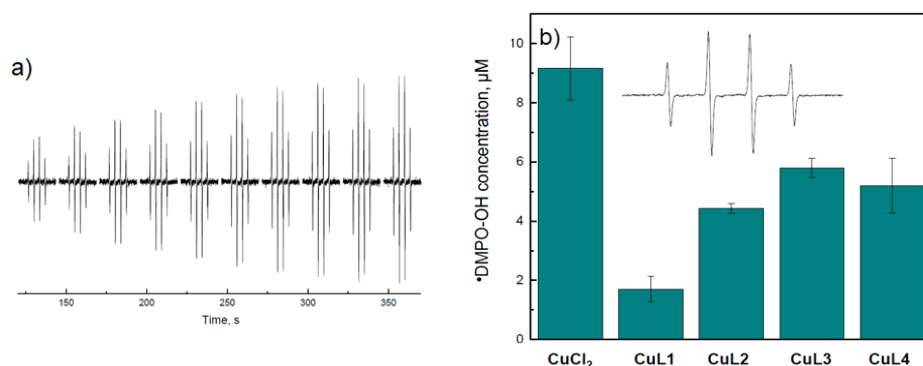 a)
150
200
250
300
350
Time, s
b)
•DMPO-OH concentration, µM
10
8
6
4
2
0
CuCl₂
CuL1
CuL2
CuL3
CuL4